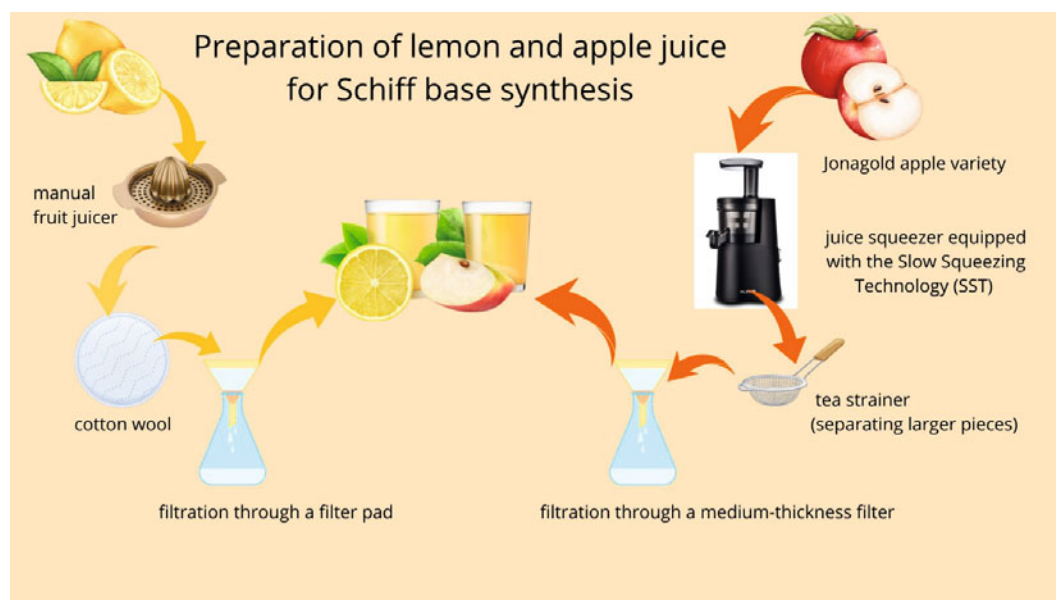 Preparation of lemon and apple juice
for Schiff base synthesis
manual
fruit juicer
cotton wool
filtration through a filter pad
Jonagold apple variety
juice squeezer equipped
with the Slow Squeezing
Technology (SST)
tea strainer
(separating larger pieces)
filtration through a medium-thickness filter